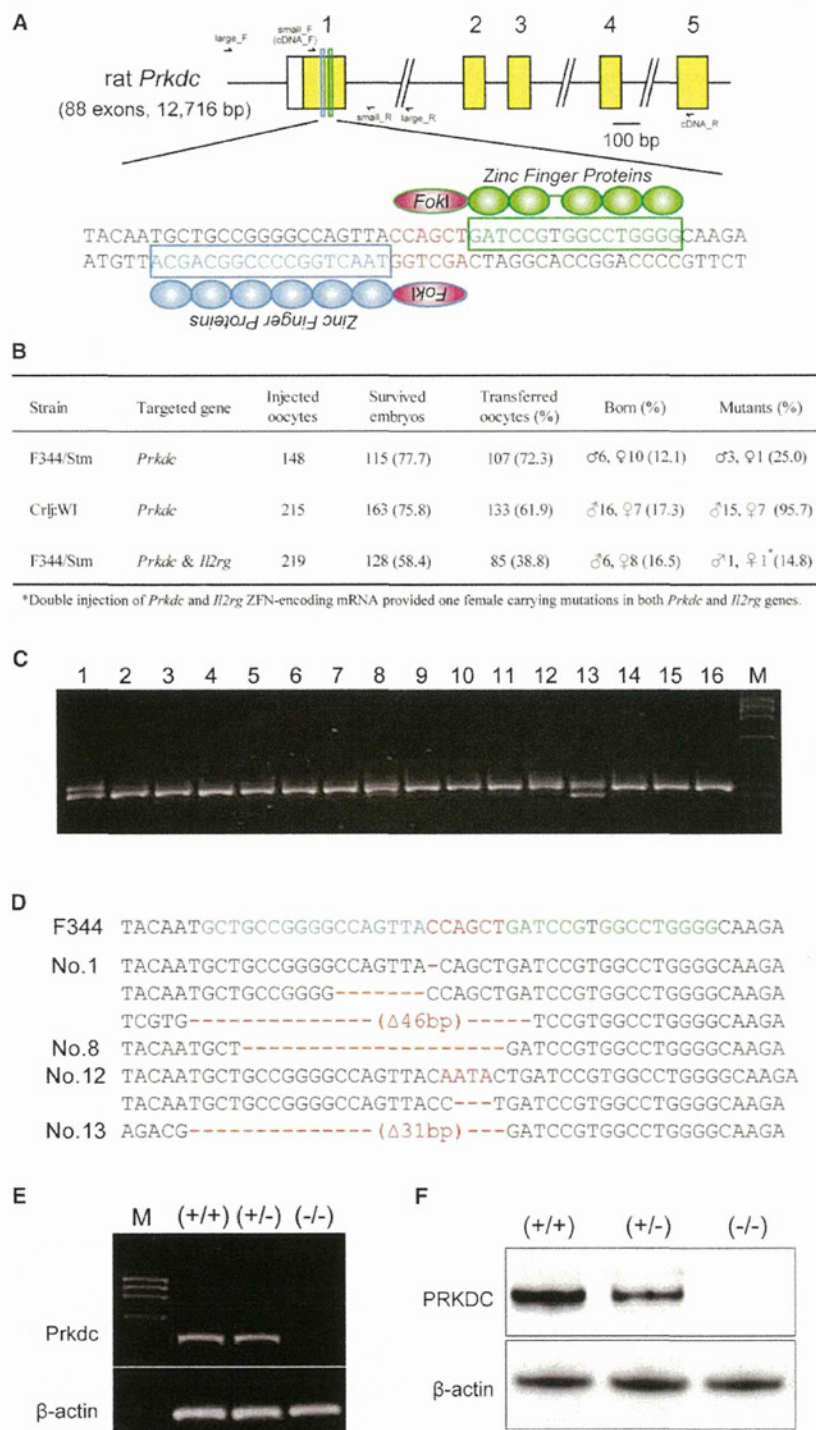 A
large_F
small_F
(cDNA_F)
1 2 3 4 5
rat Prkdc
(88 exons, 12,716 bp)
small_R large_R
100 bp
cDNA_R
Zinc Finger Proteins
FokI
TACAATGCTGCCGGGGCCAGTTACCAGCTGATCCGTGGCCTGGGGCAAGA
ATGTTACGACGGCCCCGGTCAATGGTCGACTAGGCACCGGACCCCGTTCT
FokI
Zinc Finger Proteins
B
Strain Targeted gene Injected oocytes Survived embryos Transferred oocytes (%) Born (%) Mutants (%)
F344/Stm Prkdc 148 115 (77.7) 107 (72.3) ♂6, ♀10 (12.1) ♂3, ♀1 (25.0)
Crlj:WI Prkdc 215 163 (75.8) 133 (61.9) ♂16, ♀7 (17.3) ♂15, ♀7 (95.7)
F344/Stm Prkdc & Il2rg 219 128 (58.4) 85 (38.8) ♂6, ♀8 (16.5) ♂1, ♀1* (14.8)
*Double injection of Prkdc and Il2rg ZFN-encoding mRNA provided one female carrying mutations in both Prkdc and Il2rg genes.
C
1 2 3 4 5 6 7 8 9 10 11 12 13 14 15 16 M
D
F344 TACAATGCTGCCGGGGCCAGTTACCAGCTGATCCGTGGCCTGGGGCAAGA
No.1 TACAATGCTGCCGGGGCCAGTTA-CAGCTGATCCGTGGCCTGGGGCAAGA
TACAATGCTGCCGGGG-------CCAGCTGATCCGTGGCCTGGGGCAAGA
TCGTG--------------(Δ46bp)-----TCCGTGGCCTGGGGCAAGA
No.8 TACAATGCT--------------------GATCCGTGGCCTGGGGCAAGA
No.12 TACAATGCTGCCGGGGCCAGTTACAATACTGATCCGTGGCCTGGGGCAAGA
TACAATGCTGCCGGGGCCAGTTACC---TGATCCGTGGCCTGGGGCAAGA
No.13 AGACG--------------(Δ31bp)---GATCCGTGGCCTGGGGCAAGA
E
M (+/+) (+/-) (-/-)
Prkdc
β-actin
F
(+/+) (+/-) (-/-)
PRKDC
β-actin